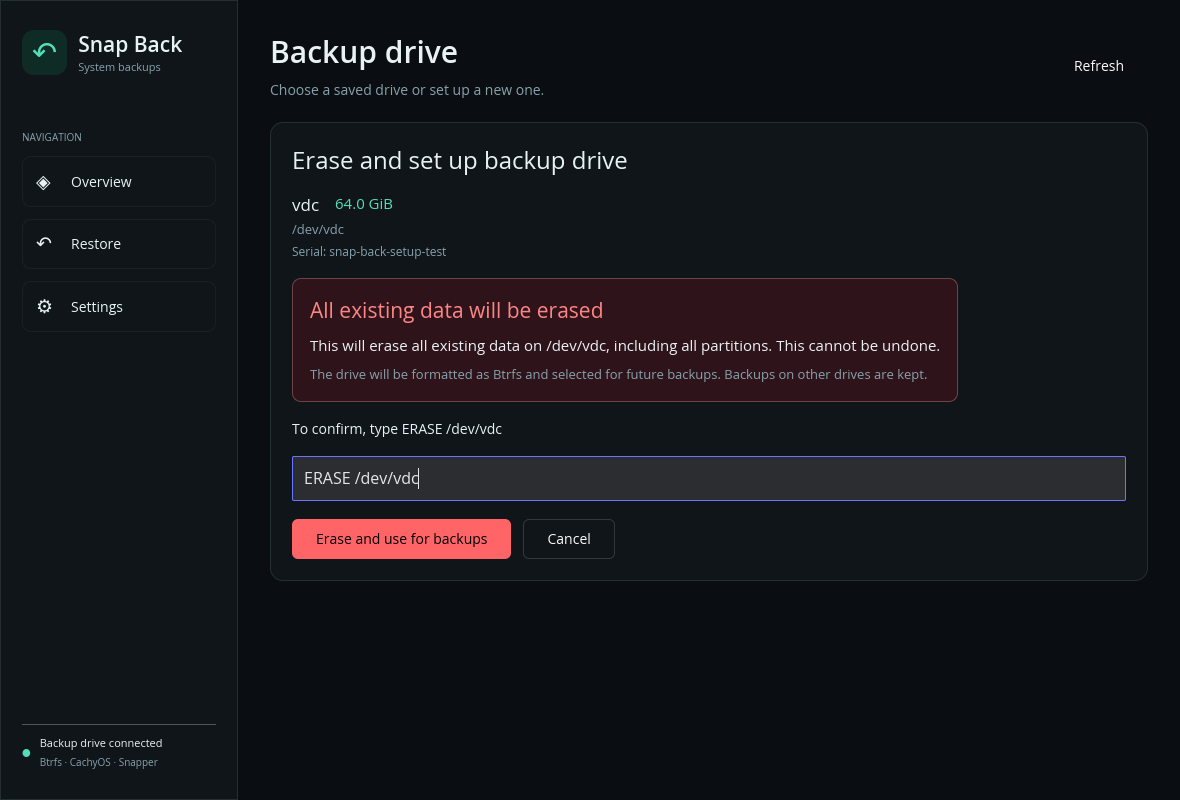 Snap Back
System backups
NAVIGATION
Overview
Restore
Settings
Backup drive connected
Btrfs · CachyOS · Snapper
Backup drive
Choose a saved drive or set up a new one.
Refresh
Erase and set up backup drive
vdc 64.0 GiB
/dev/vdc
Serial: snap-back-setup-test
All existing data will be erased
This will erase all existing data on /dev/vdc, including all partitions. This cannot be undone.
The drive will be formatted as Btrfs and selected for future backups. Backups on other drives are kept.
To confirm, type ERASE /dev/vdc
ERASE /dev/vdc
Erase and use for backups
Cancel